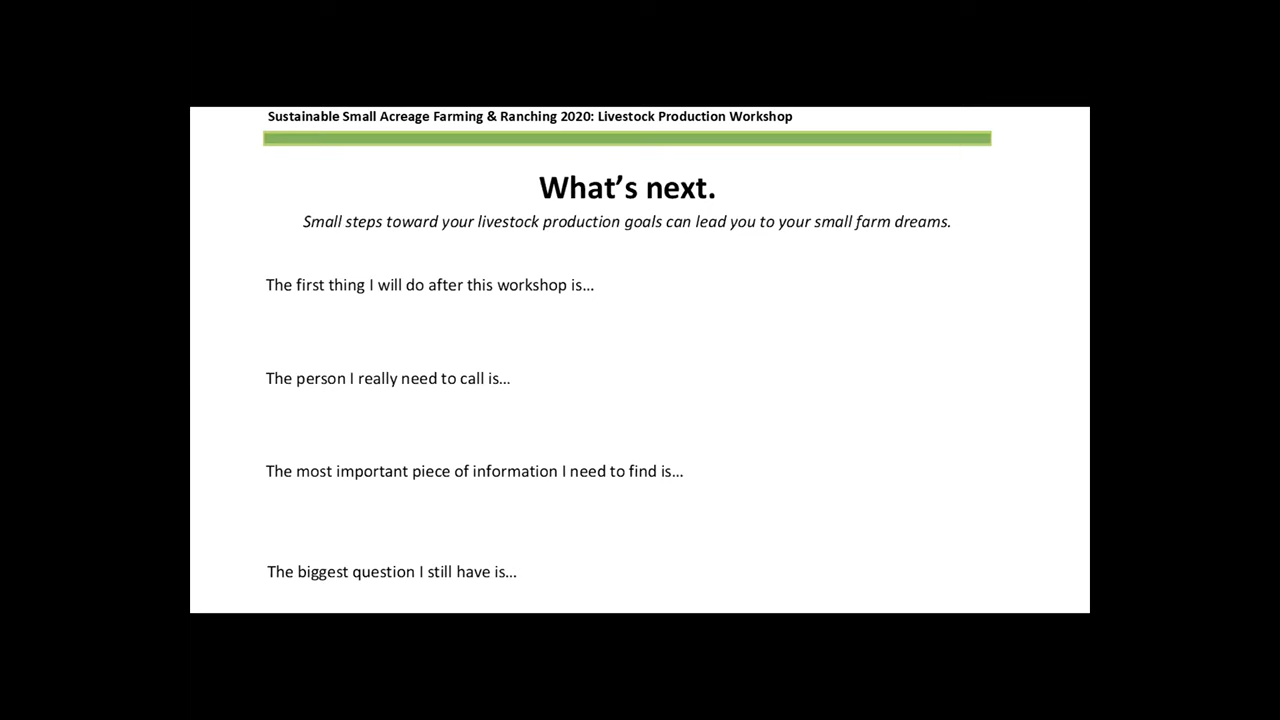 Sustainable Small Acreage Farming & Ranching 2020: Livestock Production Workshop
What’s next.
Small steps toward your livestock production goals can lead you to your small farm dreams.
The first thing I will do after this workshop is…
The person I really need to call is…
The most important piece of information I need to find is…
The biggest question I still have is…